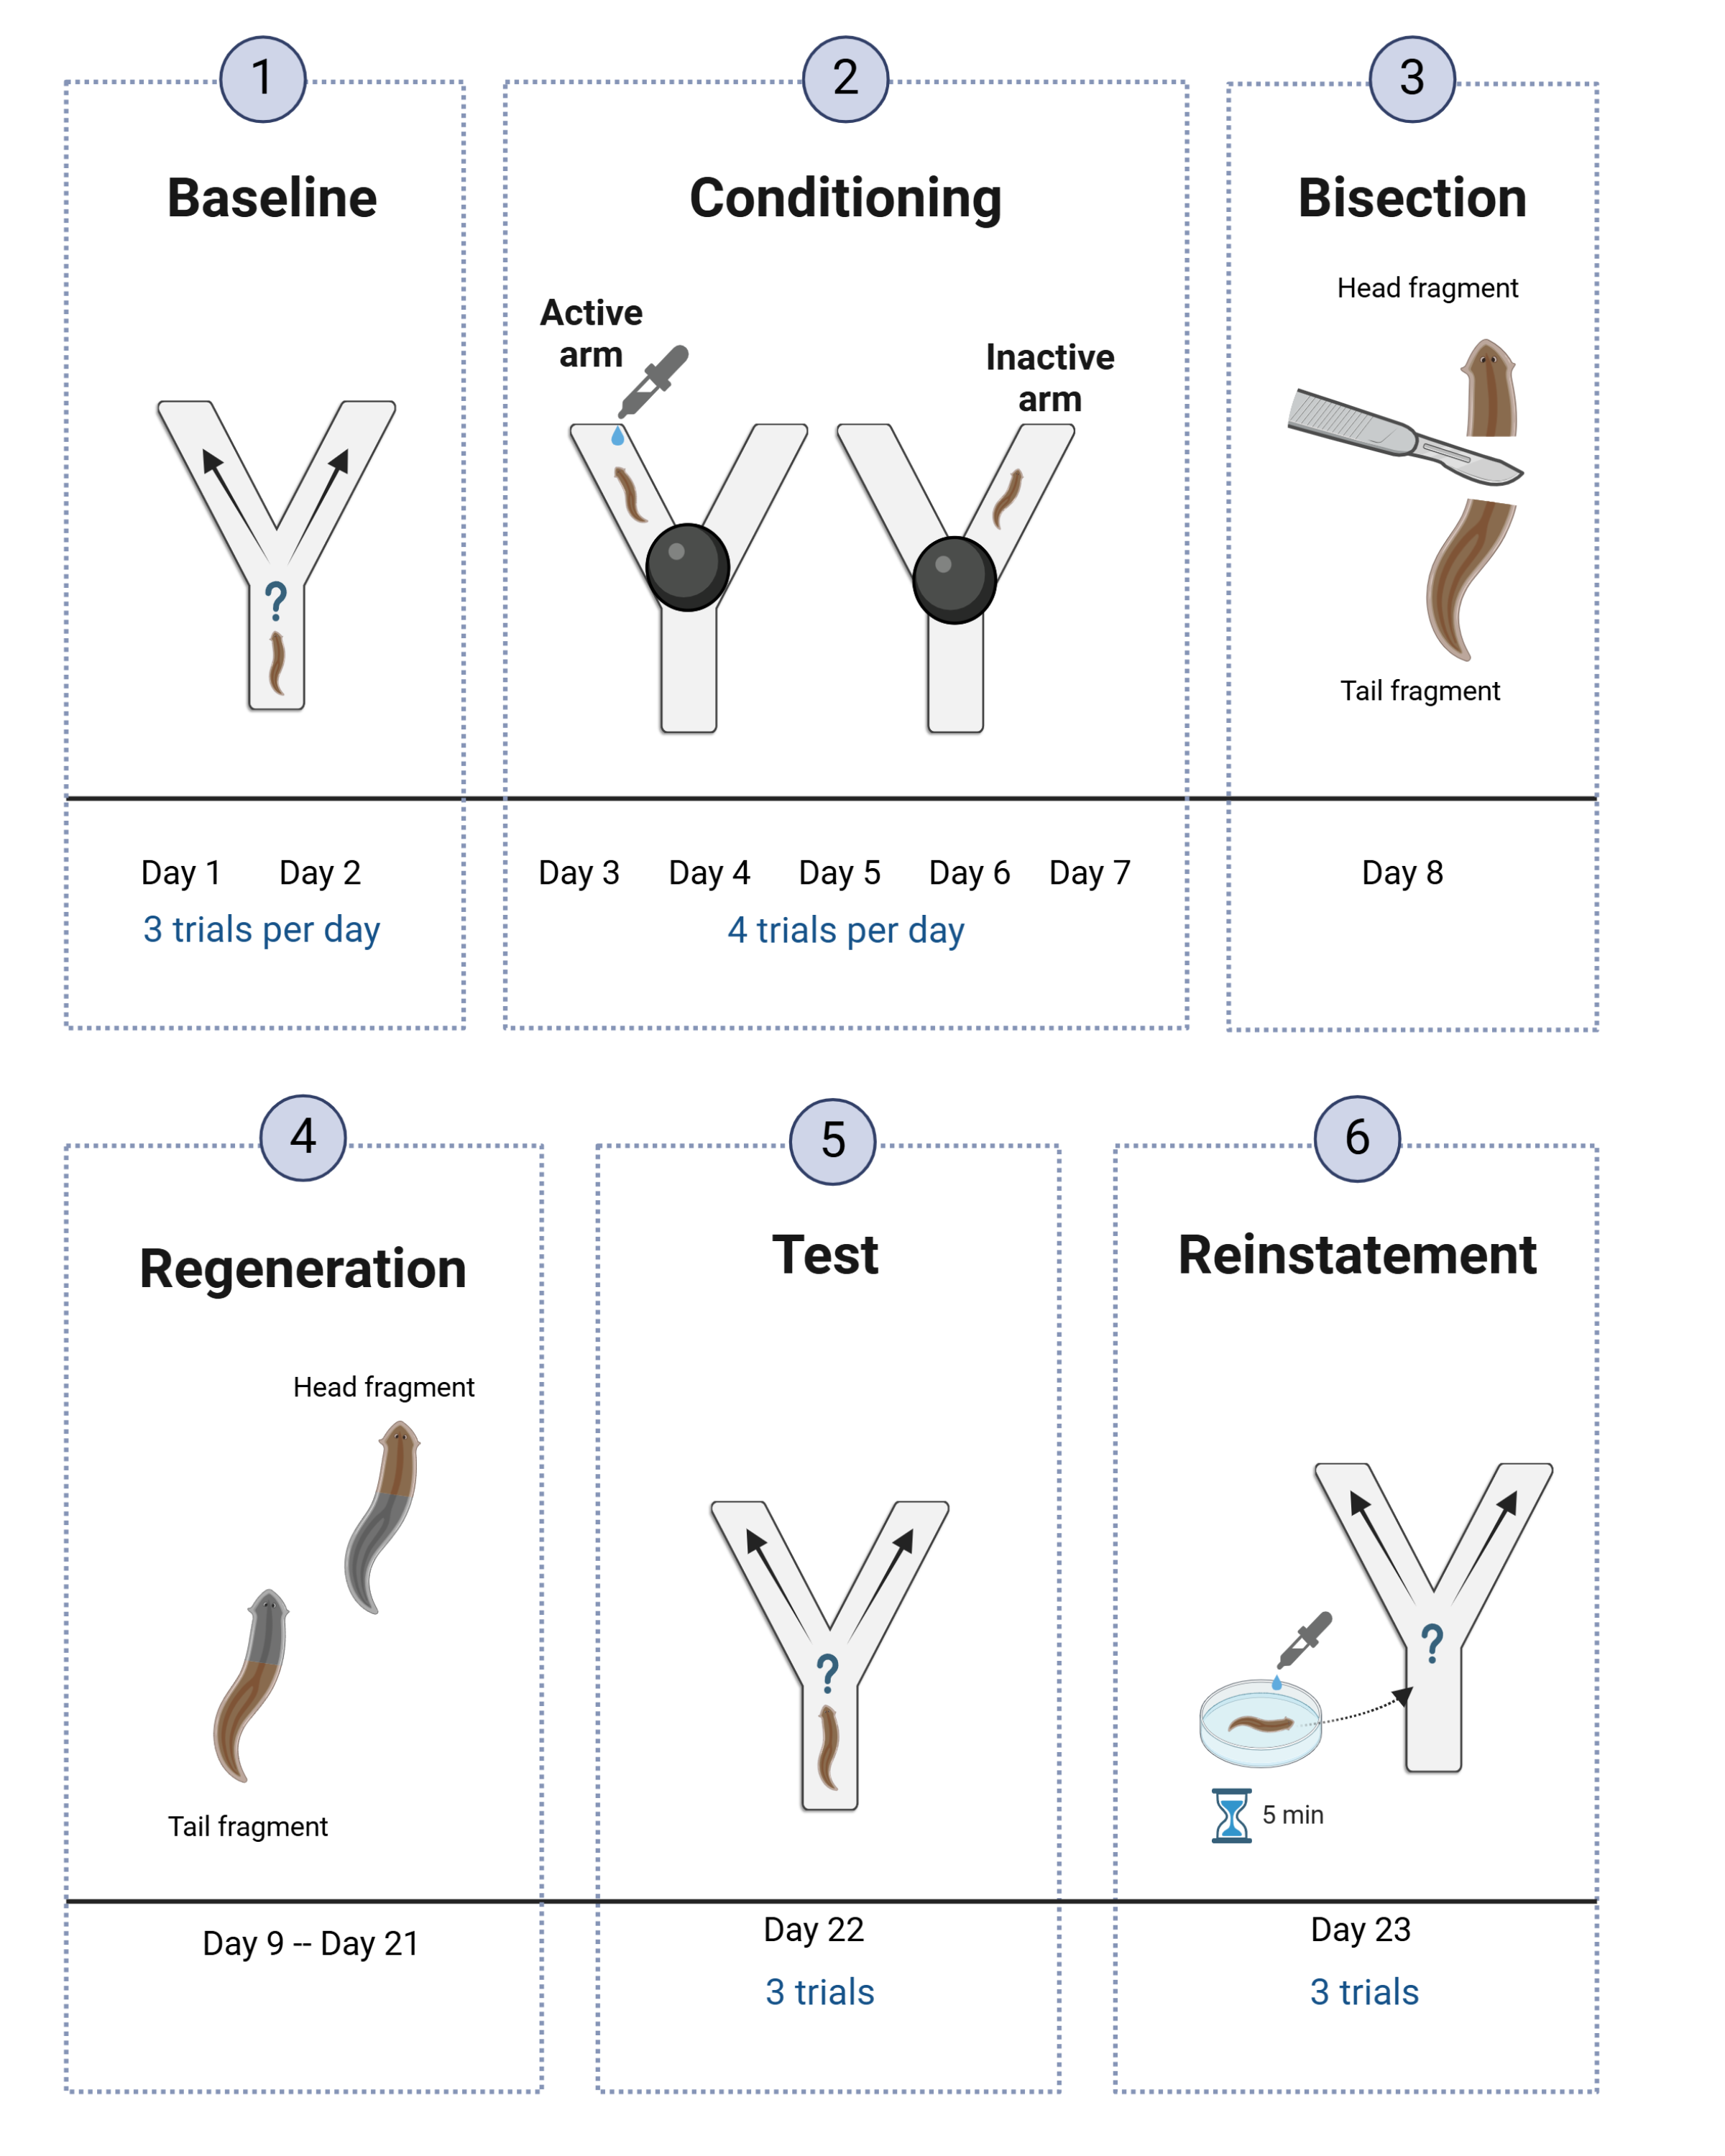 1
Baseline
?
Day 1 Day 2
3 trials per day
2
Conditioning
Active
arm
Inactive
arm
Day 3 Day 4 Day 5 Day 6 Day 7
4 trials per day
3
Bisection
Head fragment
Tail fragment
Day 8
4
Regeneration
Head fragment
Tail fragment
Day 9 -- Day 21
5
Test
?
Day 22
3 trials
6
Reinstatement
?
5 min
Day 23
3 trials